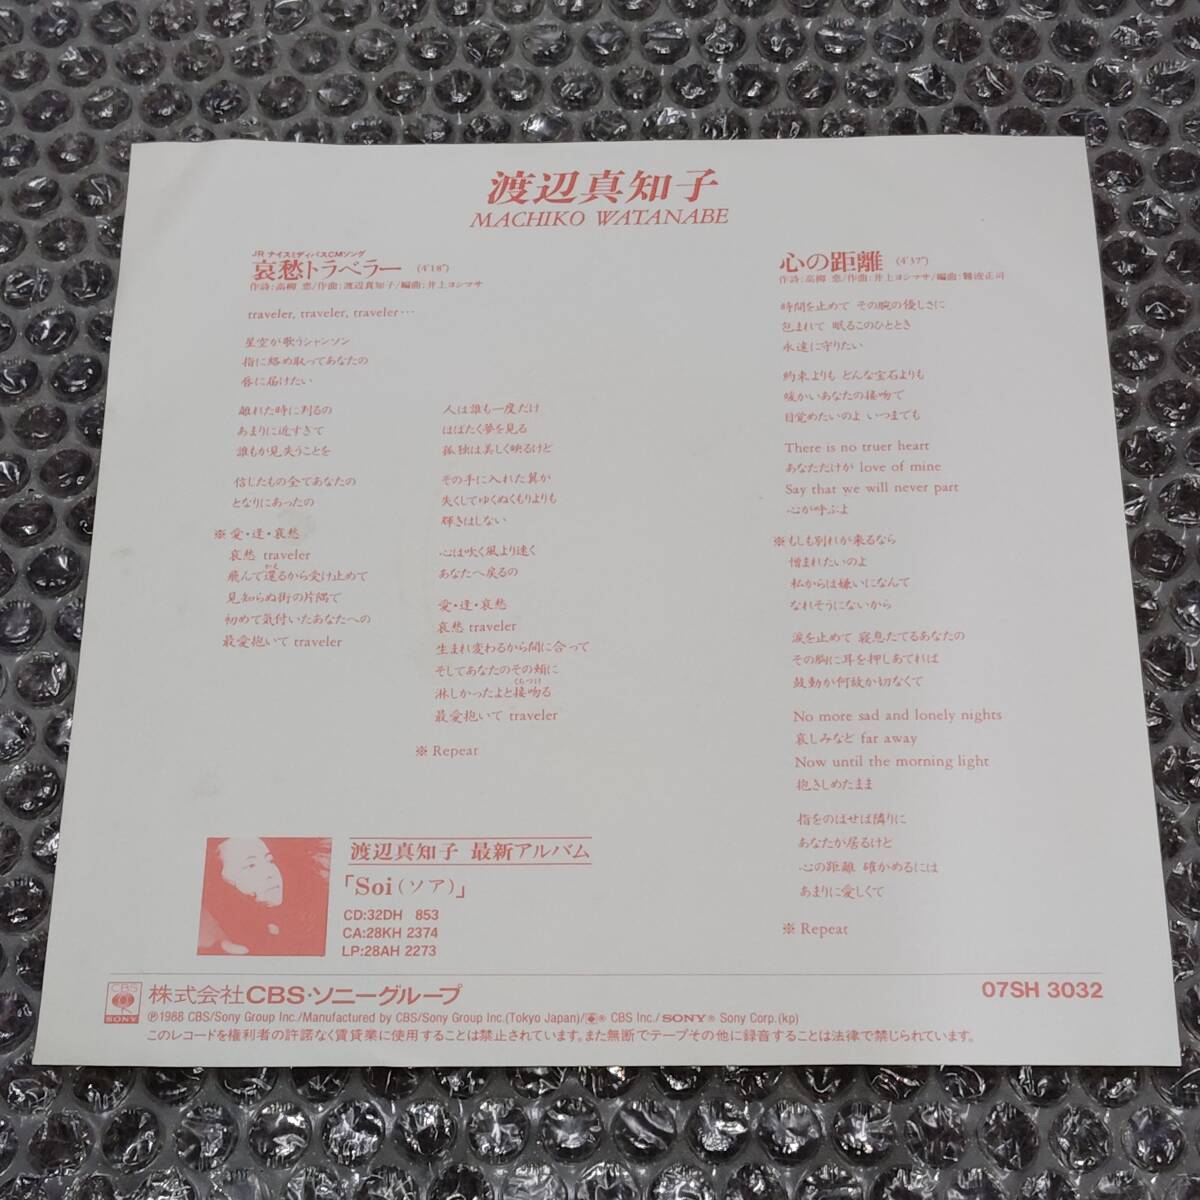 渡辺真知子
MACHIKO WATANABE
JR ナイスミディパスCMソング
哀愁トラベラー (4'18")
作詩:高柳 恋/作曲:渡辺真知子/編曲:井上ヨシマサ
traveler, traveler, traveler…
星空が歌うシャンソン
指に絡め取ってあなたの
唇に届けたい
離れた時に判るの
あまりに近すぎて
誰もが見失うことを
信じたもの全てあなたの
となりにあったの
※ 愛・逢・哀愁
哀愁 traveler
飛んで還るから受け止めて
かえ
見知らぬ街の片隅で
初めて気付いたあなたへの
最愛抱いて traveler
人は誰も一度だけ
はばたく夢を見る
孤独は美しく映るけど
その手に入れた翼が
失くしてゆくぬくもりよりも
輝きはしない
心は吹く風より速く
あなたへ戻るの
愛・逢・哀愁
哀愁 traveler
生まれ変わるから間に合って
そしてあなたのその頬に
くちづけ
淋しかったよと接吻る
最愛抱いて traveler
※ Repeat
心の距離 (4'37")
作詩:高柳 恋/作曲:井上ヨシマサ/編曲:難波正司
時間を止めて その腕の優しさに
包まれて 眠るこのひととき
永遠に守りたい
約束よりも どんな宝石よりも
暖かいあなたの接吻で
目覚めたいのよ いつまでも
There is no truer heart
あなただけが love of mine
Say that we will never part
心が呼ぶよ
※ もしも別れが来るなら
憎まれたいのよ
私からは嫌いになんて
なれそうにないから
涙を止めて 寝息たてるあなたの
その胸に耳を押しあてれば
鼓動が何故か切なくて
No more sad and lonely nights
哀しみなど far away
Now until the morning light
抱きしめたまま
指をのばせば隣りに
あなたが居るけど
心の距離 確かめるには
あまりに愛しくて
※ Repeat
渡辺真知子 最新アルバム
「Soi(ソア)」
CD:32DH 853
CA:28KH 2374
LP:28AH 2273
CBS
SONY
株式会社CBS・ソニーグループ
07SH 3032
℗1988 CBS/Sony Group Inc./Manufactured by CBS/Sony Group Inc.(Tokyo Japan)/® CBS Inc./SONY® Sony Corp.(kp)
このレコードを権利者の許諾なく賃貸業に使用することは禁止されています。また無断でテープその他に録音することは法律で禁じられています。